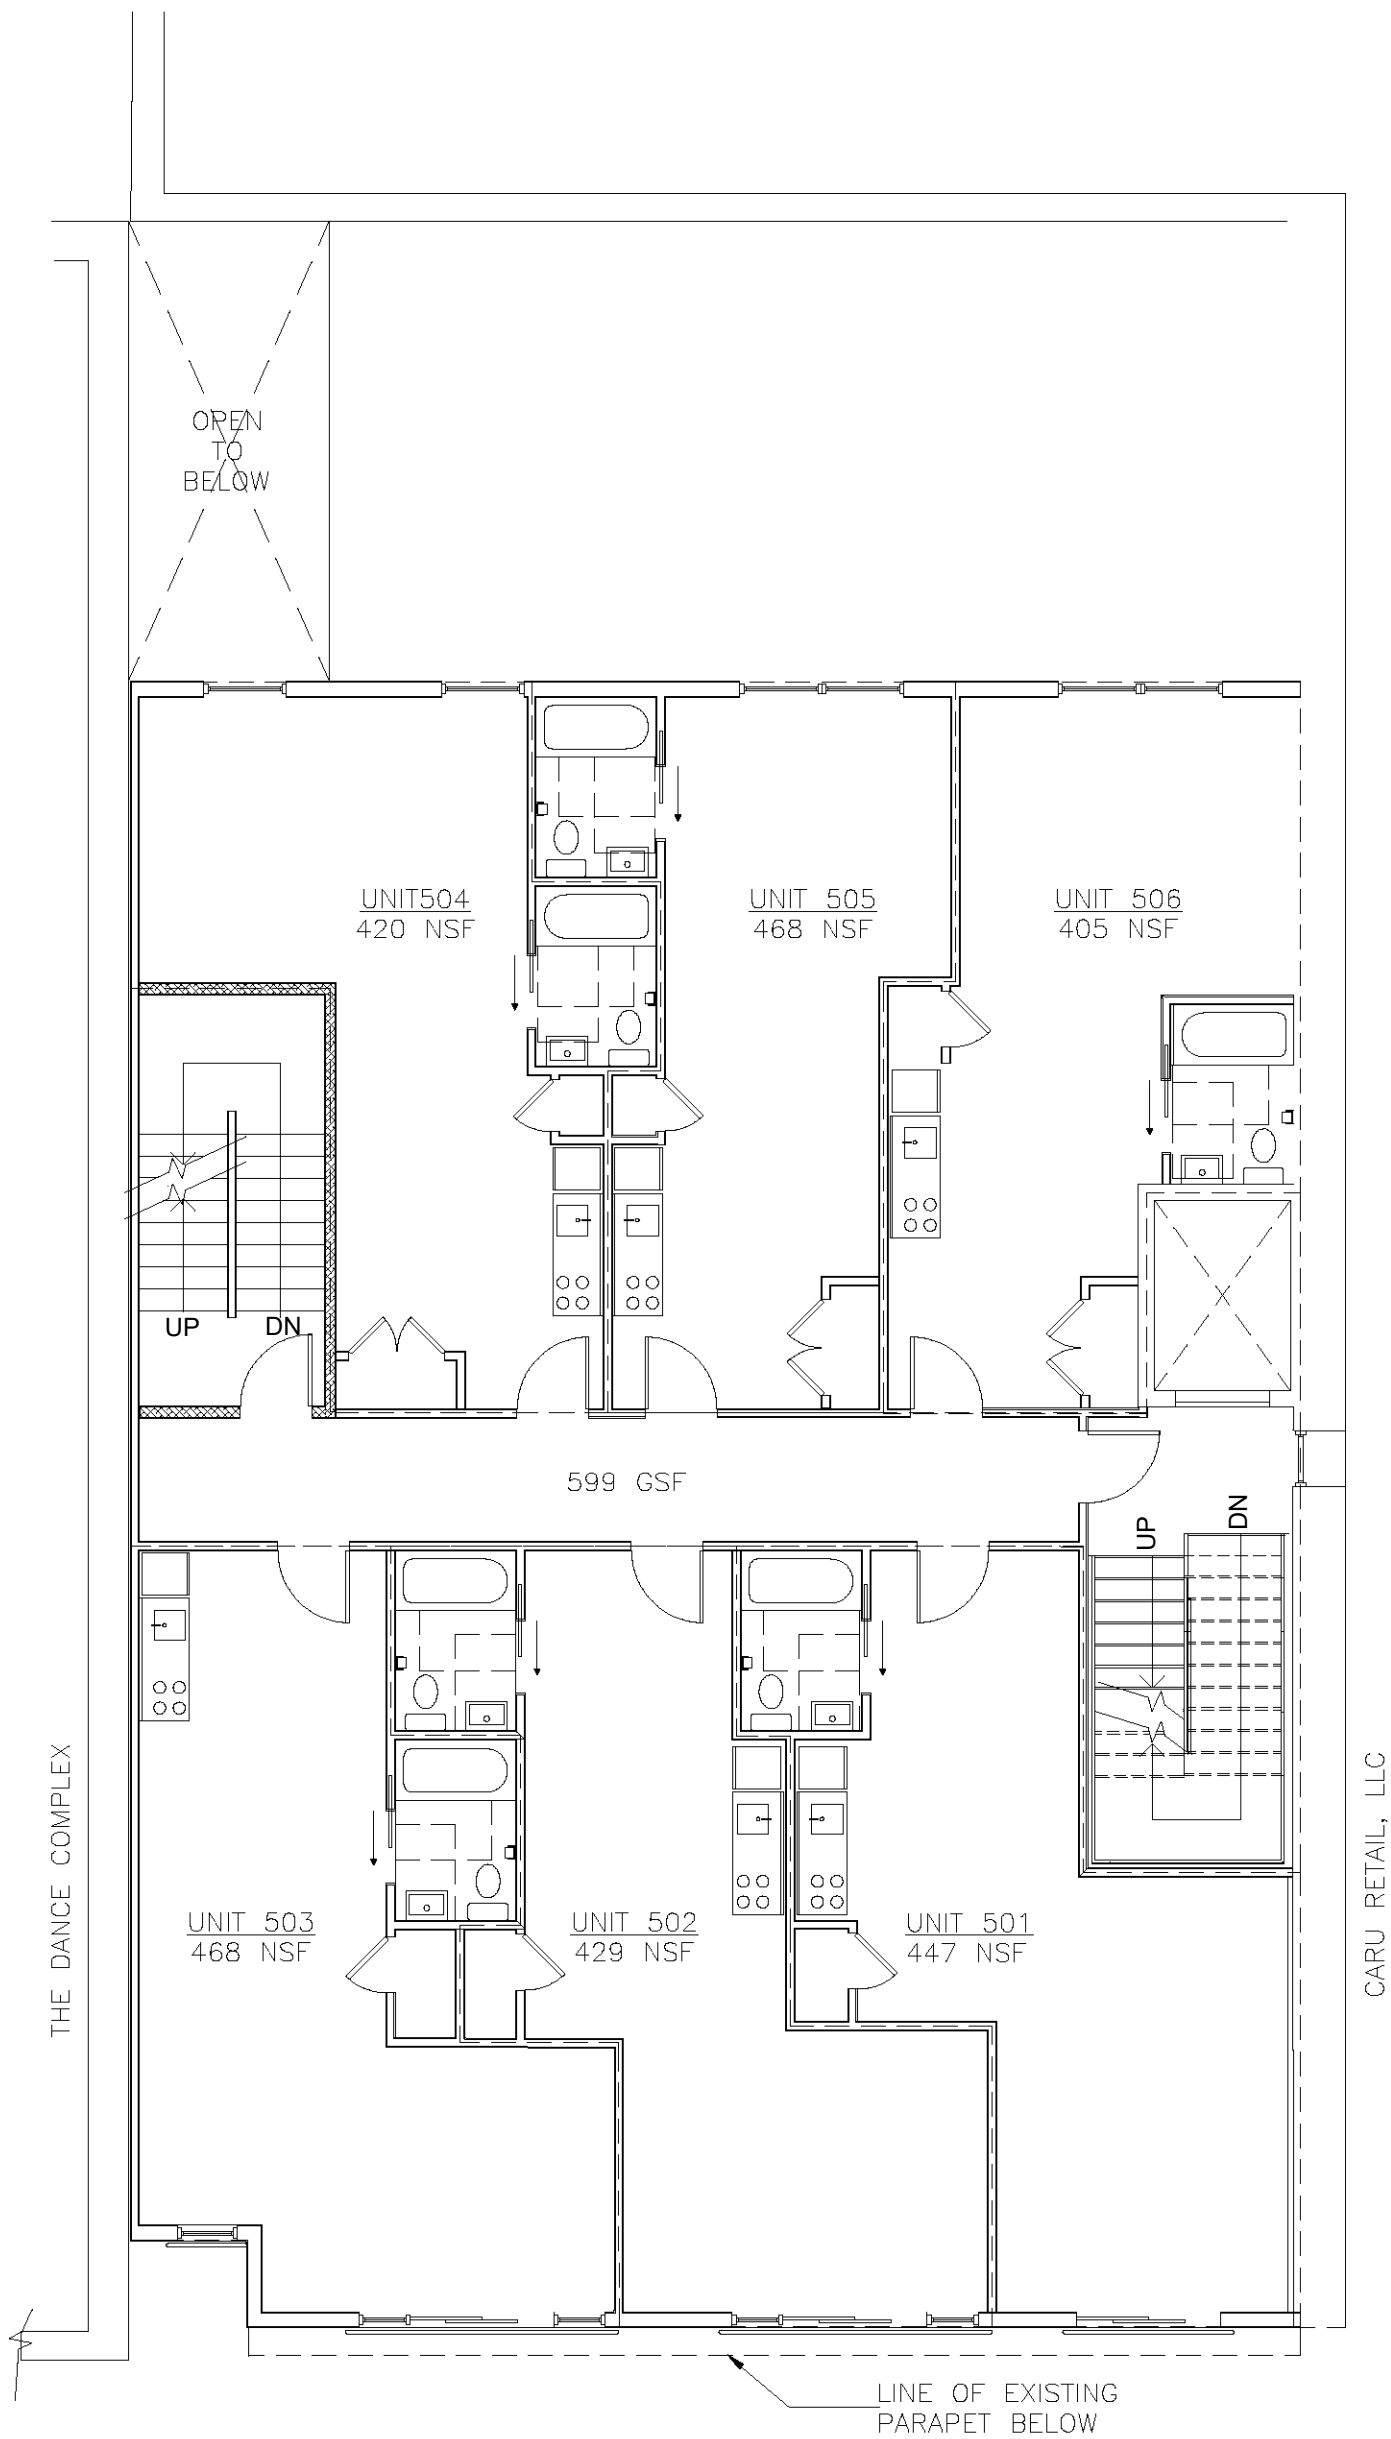 OPEN
TO
BELOW
UNIT504
420 NSF
UNIT 505
468 NSF
UNIT 506
405 NSF
UP
DN
599 GSF
UP
DN
THE DANCE COMPLEX
CARU RETAIL, LLC
UNIT 503
468 NSF
UNIT 502
429 NSF
UNIT 501
447 NSF
LINE OF EXISTING
PARAPET BELOW